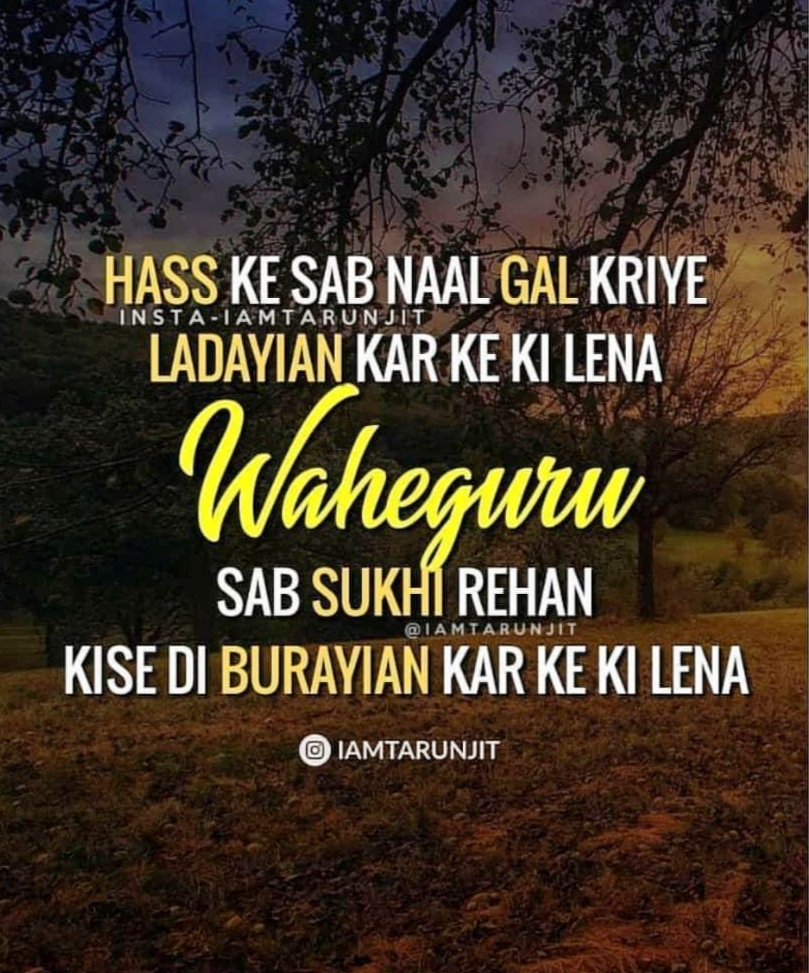 HASS KE SAB NAAL GAL KRIYE
INSTA-IAMTARUNJIT
LADAYIAN KAR KE KI LENA
Waheguru
SAB SUKHI REHAN
@IAMTARUNJIT
KISE DI BURAYIAN KAR KE KI LENA
IAMTARUNJIT